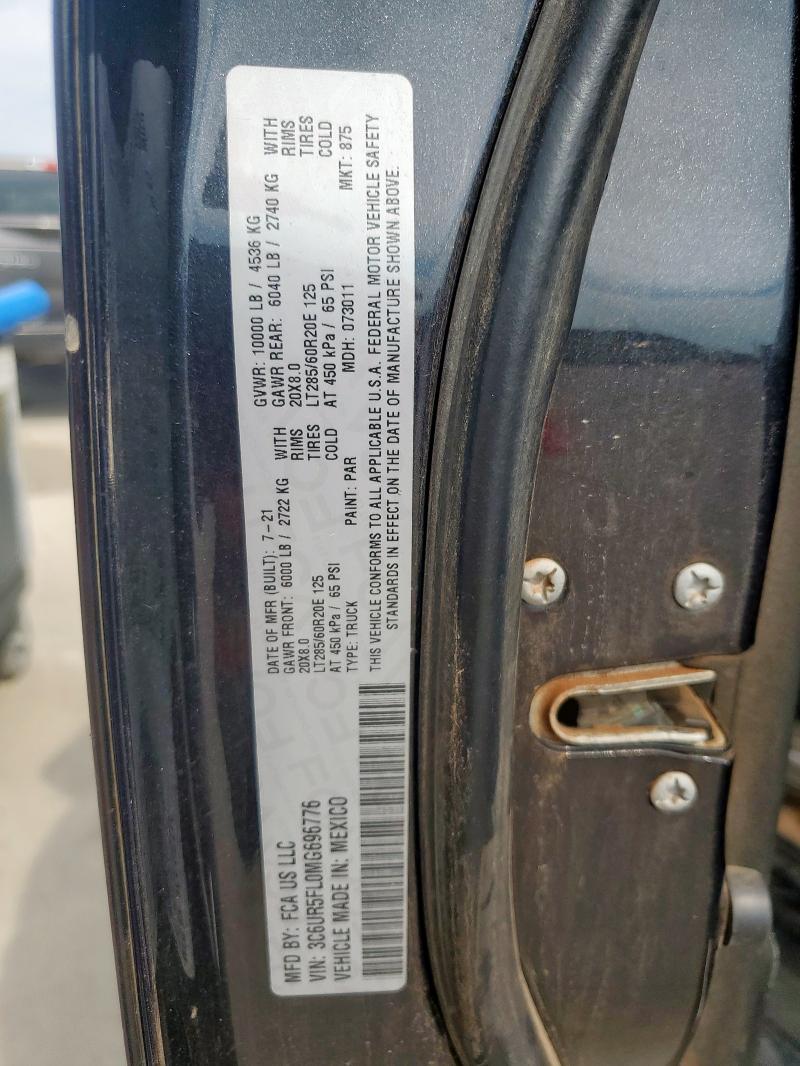 MFD BY: FCA US LLC
VIN: 3C6UR5FL0MG696776
VEHICLE MADE IN: MEXICO
DATE OF MFR (BUILT): 7-21 GVWR: 10000 LB / 4536 KG
GAWR FRONT: 6000 LB / 2722 KG WITH GAWR REAR: 6040 LB / 2740 KG WITH
20X8.0 RIMS 20X8.0 RIMS
LT285/60R20E 125 TIRES LT285/60R20E 125 TIRES
AT 450 kPa / 65 PSI COLD AT 450 kPa / 65 PSI COLD
TYPE: TRUCK PAINT: PAR MDH: 073011 MKT: 875
THIS VEHICLE CONFORMS TO ALL APPLICABLE U.S.A. FEDERAL MOTOR VEHICLE SAFETY
STANDARDS IN EFFECT ON THE DATE OF MANUFACTURE SHOWN ABOVE.